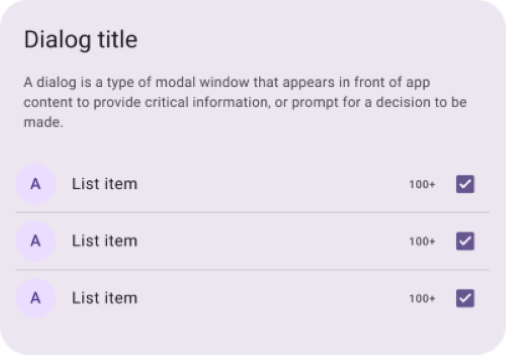 Dialog title
A dialog is a type of modal window that appears in front of app
content to provide critical information, or prompt for a decision to be
made.
A List item 100+
A List item 100+
A List item 100+